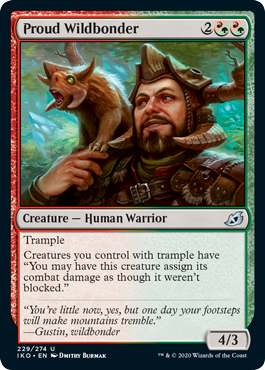 Proud Wildbonder 2
Creature — Human Warrior
Trample
Creatures you control with trample have
“You may have this creature assign its
combat damage as though it weren’t
blocked.”
“You’re little now, yes, but one day your footsteps
will make mountains tremble.”
—Gustin, wildbonder
4/3
229/274 U
IKO • EN Dmitry Burmak ™ & © 2020 Wizards of the Coast